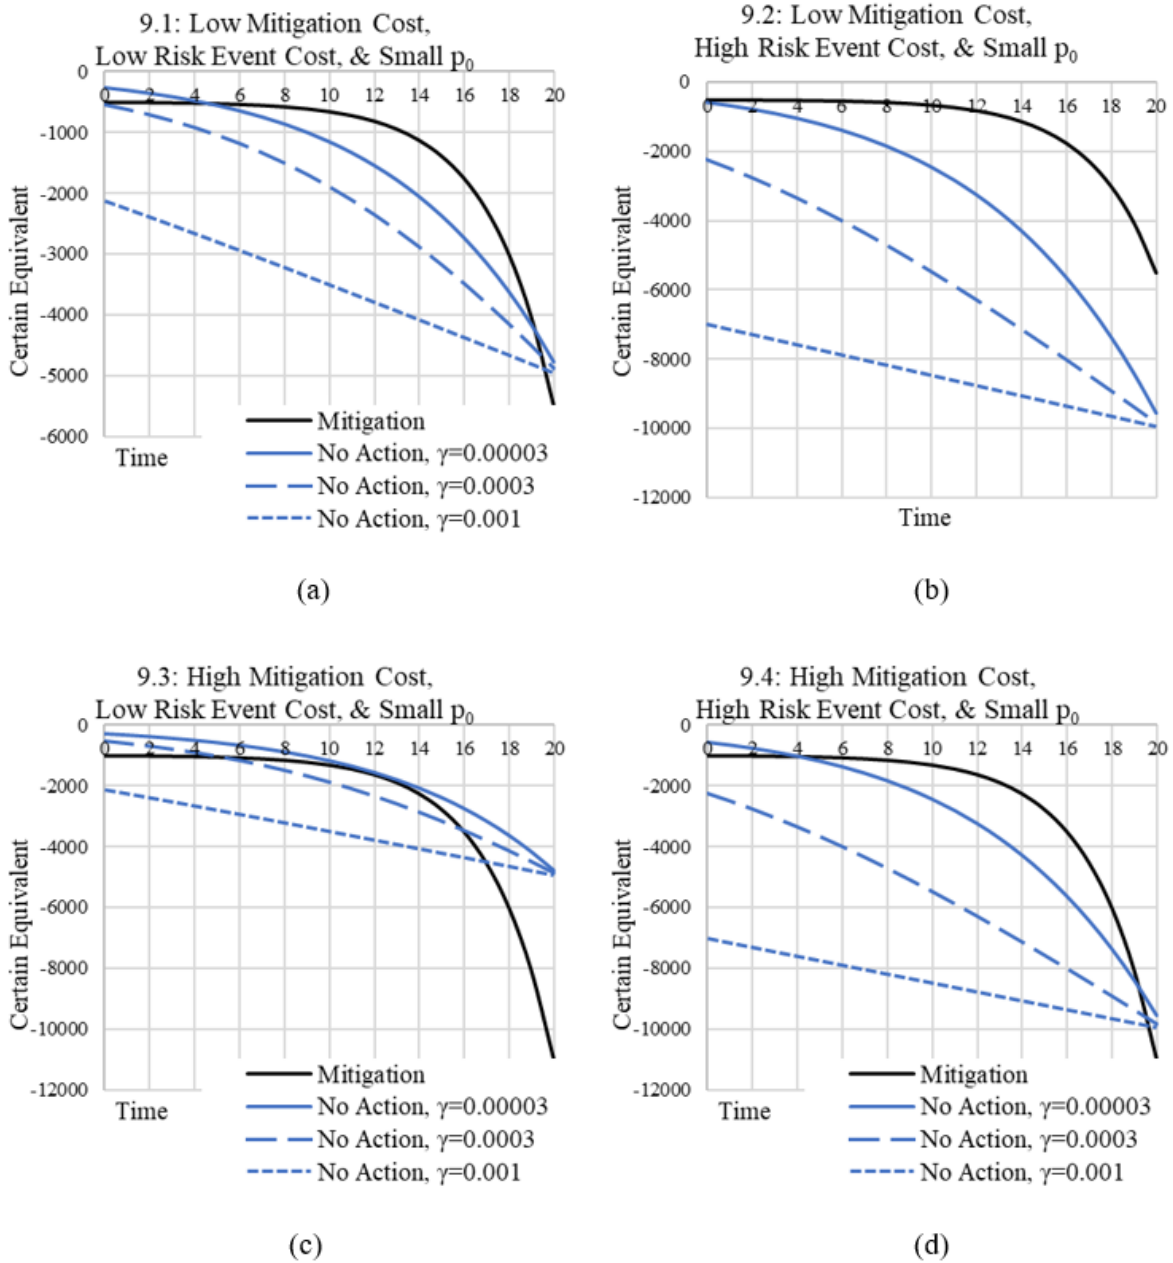 9.1: Low Mitigation Cost,
Low Risk Event Cost, & Small p₀
0
0 2 4 6 8 10 12 14 16 18 20
-1000
-2000
-3000
-4000
-5000
-6000
Certain Equivalent
Time
Mitigation
No Action, γ=0.00003
No Action, γ=0.0003
No Action, γ=0.001
(a)
9.2: Low Mitigation Cost,
High Risk Event Cost, & Small p₀
0
0 2 4 6 8 10 12 14 16 18 20
-2000
-4000
-6000
-8000
-10000
-12000
Certain Equivalent
Time
(b)
9.3: High Mitigation Cost,
Low Risk Event Cost, & Small p₀
0
0 2 4 6 8 10 12 14 16 18 20
-2000
-4000
-6000
-8000
-10000
-12000
Certain Equivalent
Time
Mitigation
No Action, γ=0.00003
No Action, γ=0.0003
No Action, γ=0.001
(c)
9.4: High Mitigation Cost,
High Risk Event Cost, & Small p₀
0
0 2 4 6 8 10 12 14 16 18 20
-2000
-4000
-6000
-8000
-10000
-12000
Certain Equivalent
Time
Mitigation
No Action, γ=0.00003
No Action, γ=0.0003
No Action, γ=0.001
(d)